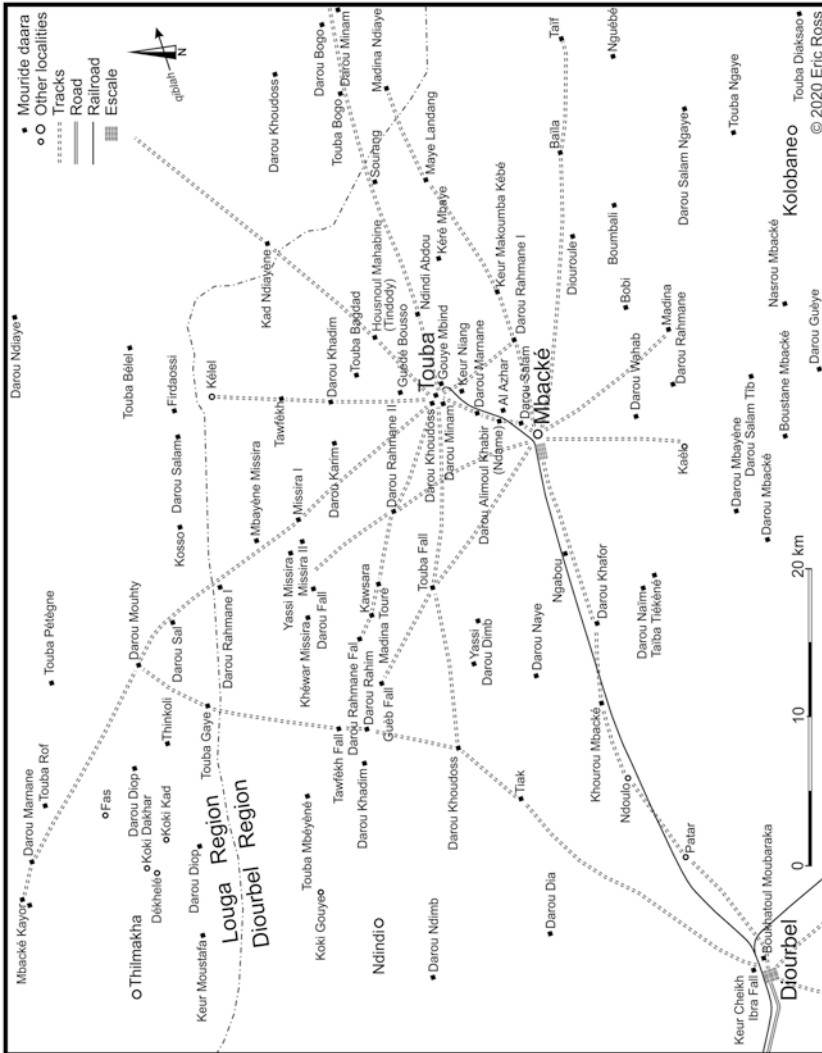 Mouride daara
Other localities
Tracks
Road
Railroad
Escale
qiblah
N
Mbacké Kayor
Darou Marnane
Touba Rof
Touba Pétègne
Darou Ndiaye
Fas
Darou Mouhty
Touba Bélel
Thilmakha
Darou Diop
Koki Dakhar
Dékhelé
Koki Kad
Thinkoli
Darou Sal
Kosso
Darou Salam
Firdaossi
Keur Moustafa
Darou Diop
Touba Gaye
Darou Rahmane I
Kélel
Louga Region
Diourbel Region
Mbayène Missira
Kad Ndiayène
Darou Khoudoss
Touba Mbéyène
Koki Gouye
Khéwar Missira
Yassi Missira
Missira II
Missira I
Darou Fall
Tawfêkh
Darou Karim
Darou Khadim
Touba Bagdad
Housnoul Mahabine
(Tindody)
Sourang
Touba Bogo
Darou Bogo
Darou Minam
Madina Ndiaye
Tawfêkh Fall
Darou Khadim
Darou Rahmane Fal
Darou Rahim
Guèb Fall
Kawsara
Madina Touré
Darou Rahmane II
Guédé Bousso
Ndindi
Darou Ndimb
Darou Khoudoss
Touba Fall
Darou Khoudoss
Darou Minam
Touba
Gouye Mbind
Ndindi Abdou
Kéré Mbaye
Maye Landang
Keur Niang
Darou Marnane
Yassi
Darou Dimb
Darou Alimoul Khabir
(Ndame)
Al Azhar
Darou Salam
Darou Rahmane I
Keur Makoumba Kébé
Tiak
Darou Naye
Mbacké
Darou Dia
Ngabou
Diouroule
Baïla
Taïf
Khourou Mbacké
Darou Khafor
Ndoulo
Boumbali
Nguêbê
Bobi
Darou Wahab
Darou Naïm
Taïba Tiékènè
Madina
Darou Rahmane
Patar
Kaél
Darou Salam Ngaye
Touba Ngaye
Keur Cheikh
Ibra Fall
Boukhatoul Moubaraka
Diourbel
Darou Mbayène
Darou Salam Tïb
Darou Mbacké
Boustane Mbacké
Nasrou Mbacké
Kolobane
Touba Diaksao
Darou Guèye
0 10 20 km
© 2020 Eric Ross